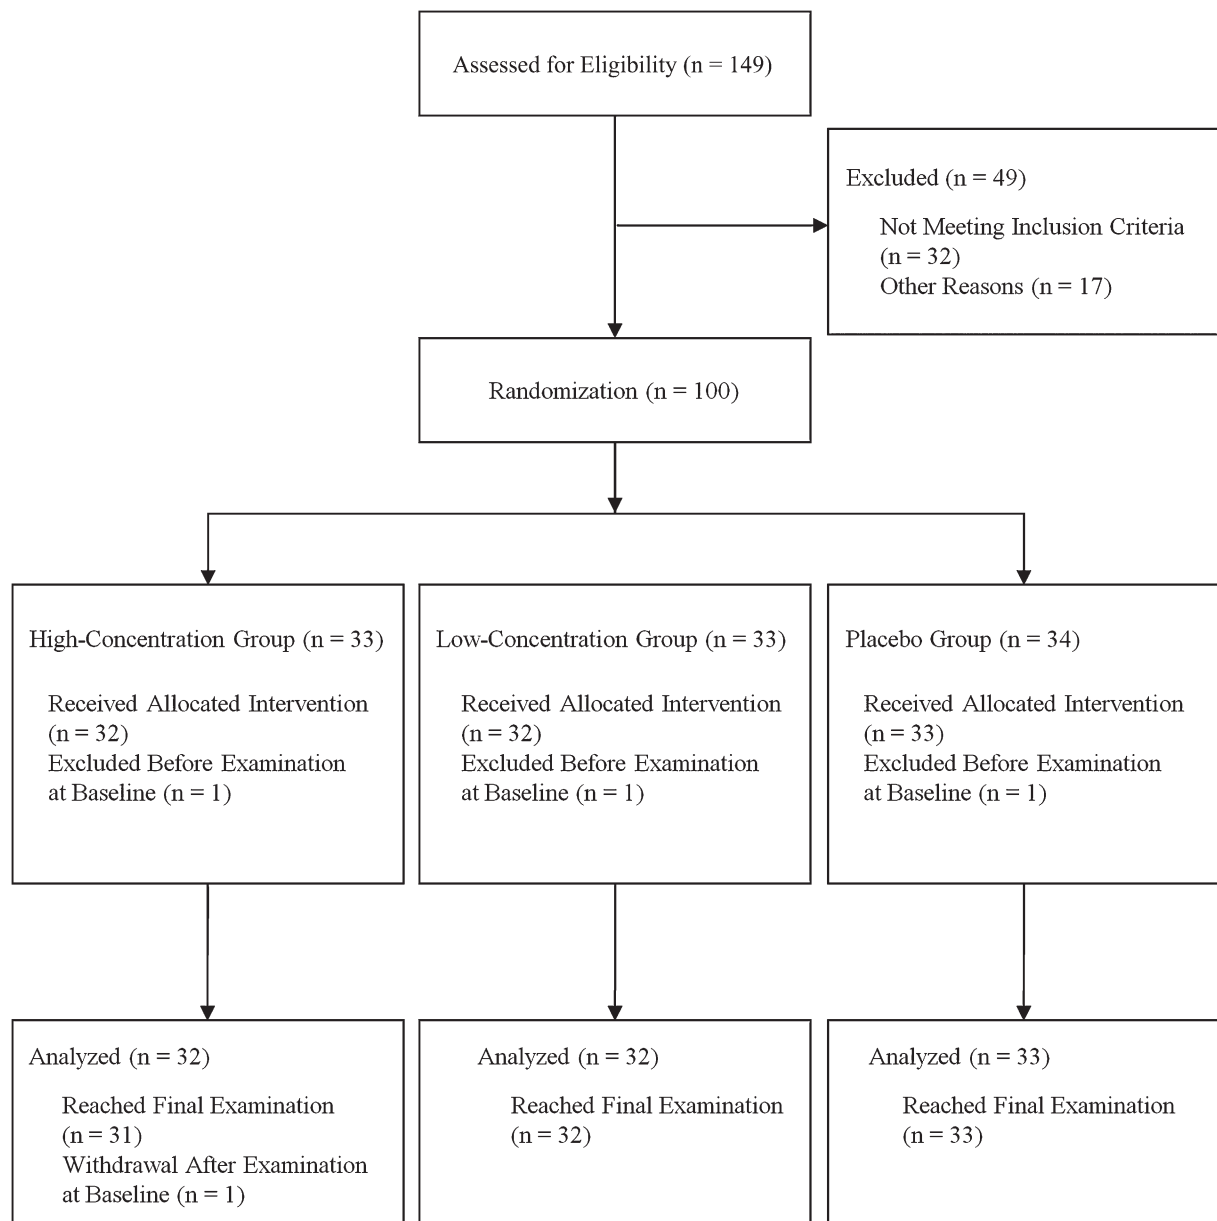 Assessed for Eligibility (n = 149)
Excluded (n = 49)
Not Meeting Inclusion Criteria
(n = 32)
Other Reasons (n = 17)
Randomization (n = 100)
High-Concentration Group (n = 33)
Received Allocated Intervention
(n = 32)
Excluded Before Examination
at Baseline (n = 1)
Low-Concentration Group (n = 33)
Received Allocated Intervention
(n = 32)
Excluded Before Examination
at Baseline (n = 1)
Placebo Group (n = 34)
Received Allocated Intervention
(n = 33)
Excluded Before Examination
at Baseline (n = 1)
Analyzed (n = 32)
Reached Final Examination
(n = 31)
Withdrawal After Examination
at Baseline (n = 1)
Analyzed (n = 32)
Reached Final Examination
(n = 32)
Analyzed (n = 33)
Reached Final Examination
(n = 33)